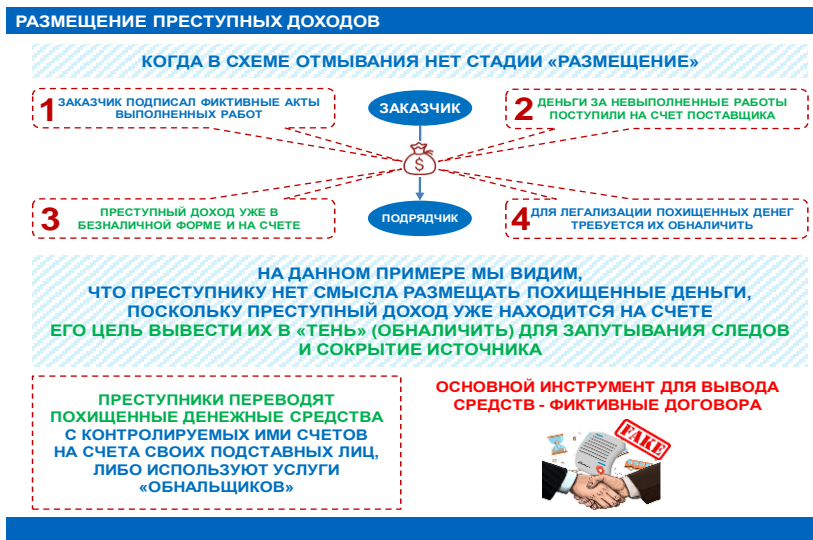 РАЗМЕЩЕНИЕ ПРЕСТУПНЫХ ДОХОДОВ
КОГДА В СХЕМЕ ОТМЫВАНИЯ НЕТ СТАДИИ «РАЗМЕЩЕНИЕ»
1
ЗАКАЗЧИК ПОДПИСАЛ ФИКТИВНЫЕ АКТЫ
ВЫПОЛНЕННЫХ РАБОТ
ЗАКАЗЧИК
2
ДЕНЬГИ ЗА НЕВЫПОЛНЕННЫЕ РАБОТЫ
ПОСТУПИЛИ НА СЧЕТ ПОСТАВЩИКА
$
3
ПРЕСТУПНЫЙ ДОХОД УЖЕ В
БЕЗНАЛИЧНОЙ ФОРМЕ И НА СЧЕТЕ
ПОДРЯДЧИК
4
ДЛЯ ЛЕГАЛИЗАЦИИ ПОХИЩЕННЫХ ДЕНЕГ
ТРЕБУЕТСЯ ИХ ОБНАЛИЧИТЬ
НА ДАННОМ ПРИМЕРЕ МЫ ВИДИМ,
ЧТО ПРЕСТУПНИКУ НЕТ СМЫСЛА РАЗМЕЩАТЬ ПОХИЩЕННЫЕ ДЕНЬГИ,
ПОСКОЛЬКУ ПРЕСТУПНЫЙ ДОХОД УЖЕ НАХОДИТСЯ НА СЧЕТЕ
ЕГО ЦЕЛЬ ВЫВЕСТИ ИХ В «ТЕНЬ» (ОБНАЛИЧИТЬ) ДЛЯ ЗАПУТЫВАНИЯ СЛЕДОВ
И СОКРЫТИЕ ИСТОЧНИКА
ПРЕСТУПНИКИ ПЕРЕВОДЯТ
ПОХИЩЕННЫЕ ДЕНЕЖНЫЕ СРЕДСТВА
С КОНТРОЛИРУЕМЫХ ИМИ СЧЕТОВ
НА СЧЕТА СВОИХ ПОДСТАВНЫХ ЛИЦ,
ЛИБО ИСПОЛЬЗУЮТ УСЛУГИ
«ОБНАЛЬЩИКОВ»
ОСНОВНОЙ ИНСТРУМЕНТ ДЛЯ ВЫВОДА
СРЕДСТВ - ФИКТИВНЫЕ ДОГОВОРА
FAKE